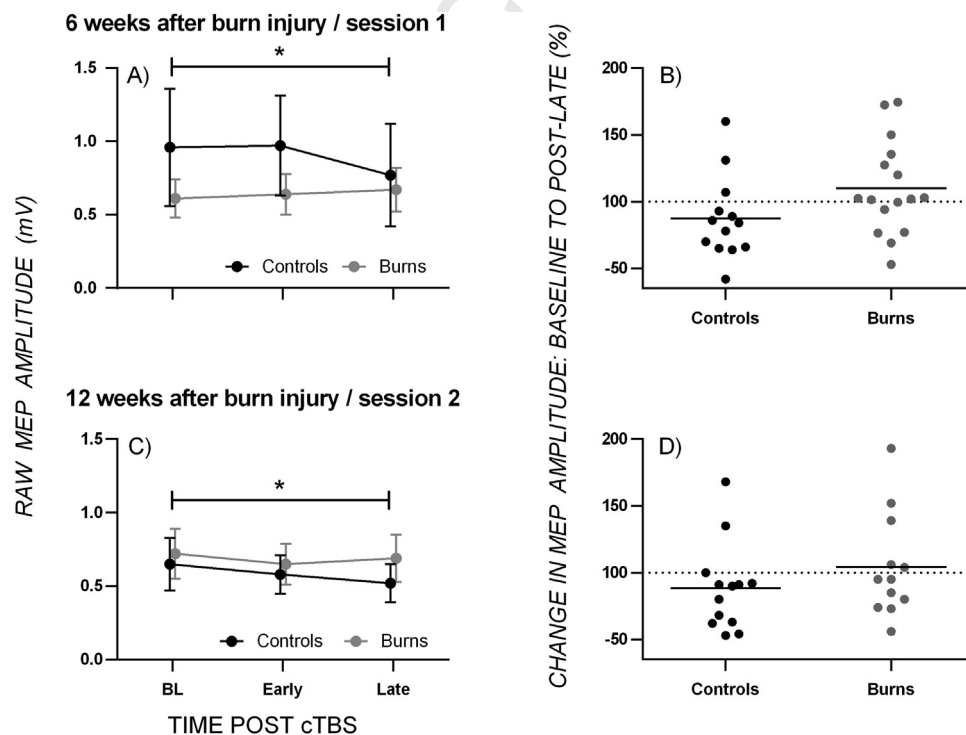 6 weeks after burn injury / session 1
RAW MEP AMPLITUDE (mV)
1.5
1.0
0.5
0.0
A)
*
Controls
Burns
CHANGE IN MEP AMPLITUDE: BASELINE TO POST-LATE (%)
200
150
100
-50
B)
Controls
Burns
12 weeks after burn injury / session 2
1.5
1.0
0.5
0.0
C)
*
Controls
Burns
BL
Early
Late
TIME POST cTBS
200
150
100
-50
D)
Controls
Burns